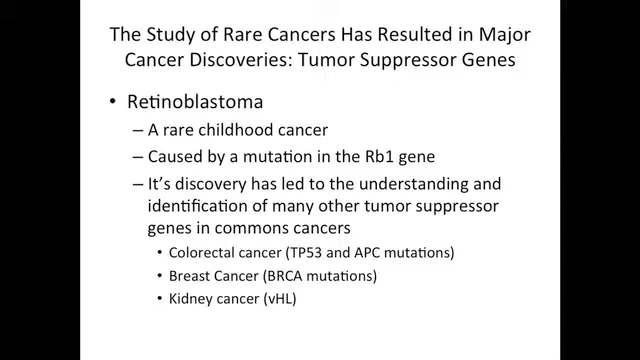 The Study of Rare Cancers Has Resulted in Major
Cancer Discoveries: Tumor Suppressor Genes
• Retinoblastoma
– A rare childhood cancer
– Caused by a mutation in the Rb1 gene
– It's discovery has led to the understanding and
identification of many other tumor suppressor
genes in commons cancers
• Colorectal cancer (TP53 and APC mutations)
• Breast Cancer (BRCA mutations)
• Kidney cancer (vHL)